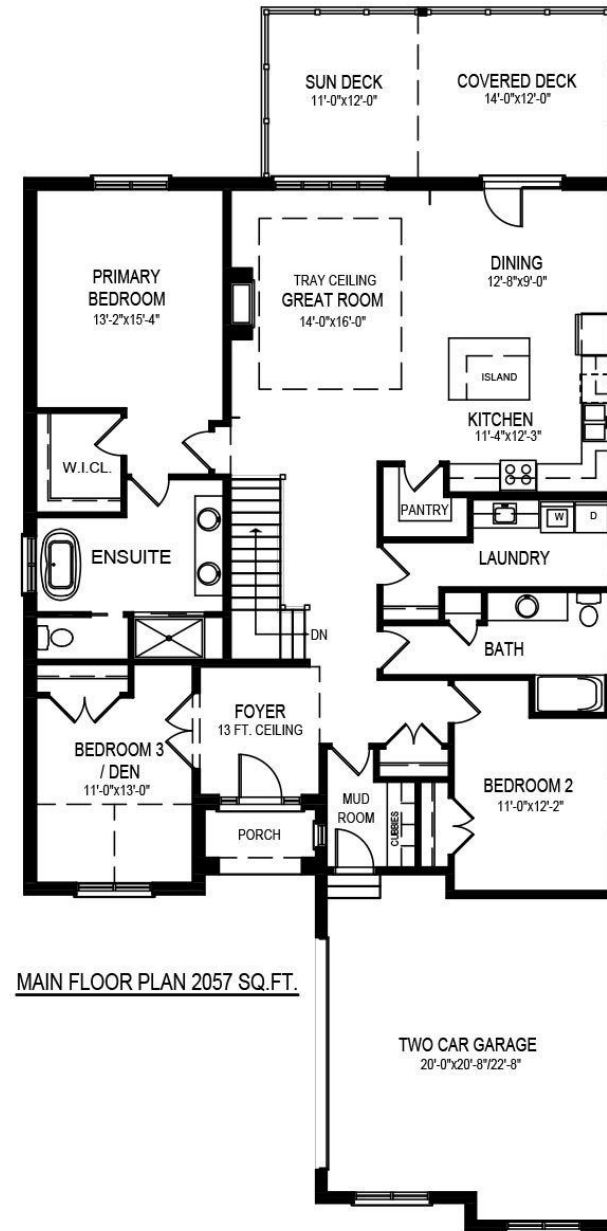 SUN DECK
11'-0"x12'-0"
COVERED DECK
14'-0"x12'-0"
PRIMARY
BEDROOM
13'-2"x15'-4"
TRAY CEILING
GREAT ROOM
14'-0"x16'-0"
DINING
12'-8"x9'-0"
ISLAND
KITCHEN
11'-4"x12'-3"
W.I.CL.
PANTRY
W
D
ENSUITE
LAUNDRY
DN
BATH
FOYER
13 FT. CEILING
BEDROOM 3
/ DEN
11'-0"x13'-0"
BEDROOM 2
11'-0"x12'-2"
MUD
ROOM
CUBBIES
PORCH
MAIN FLOOR PLAN 2057 SQ.FT.
TWO CAR GARAGE
20'-0"x20'-8"/22'-8"